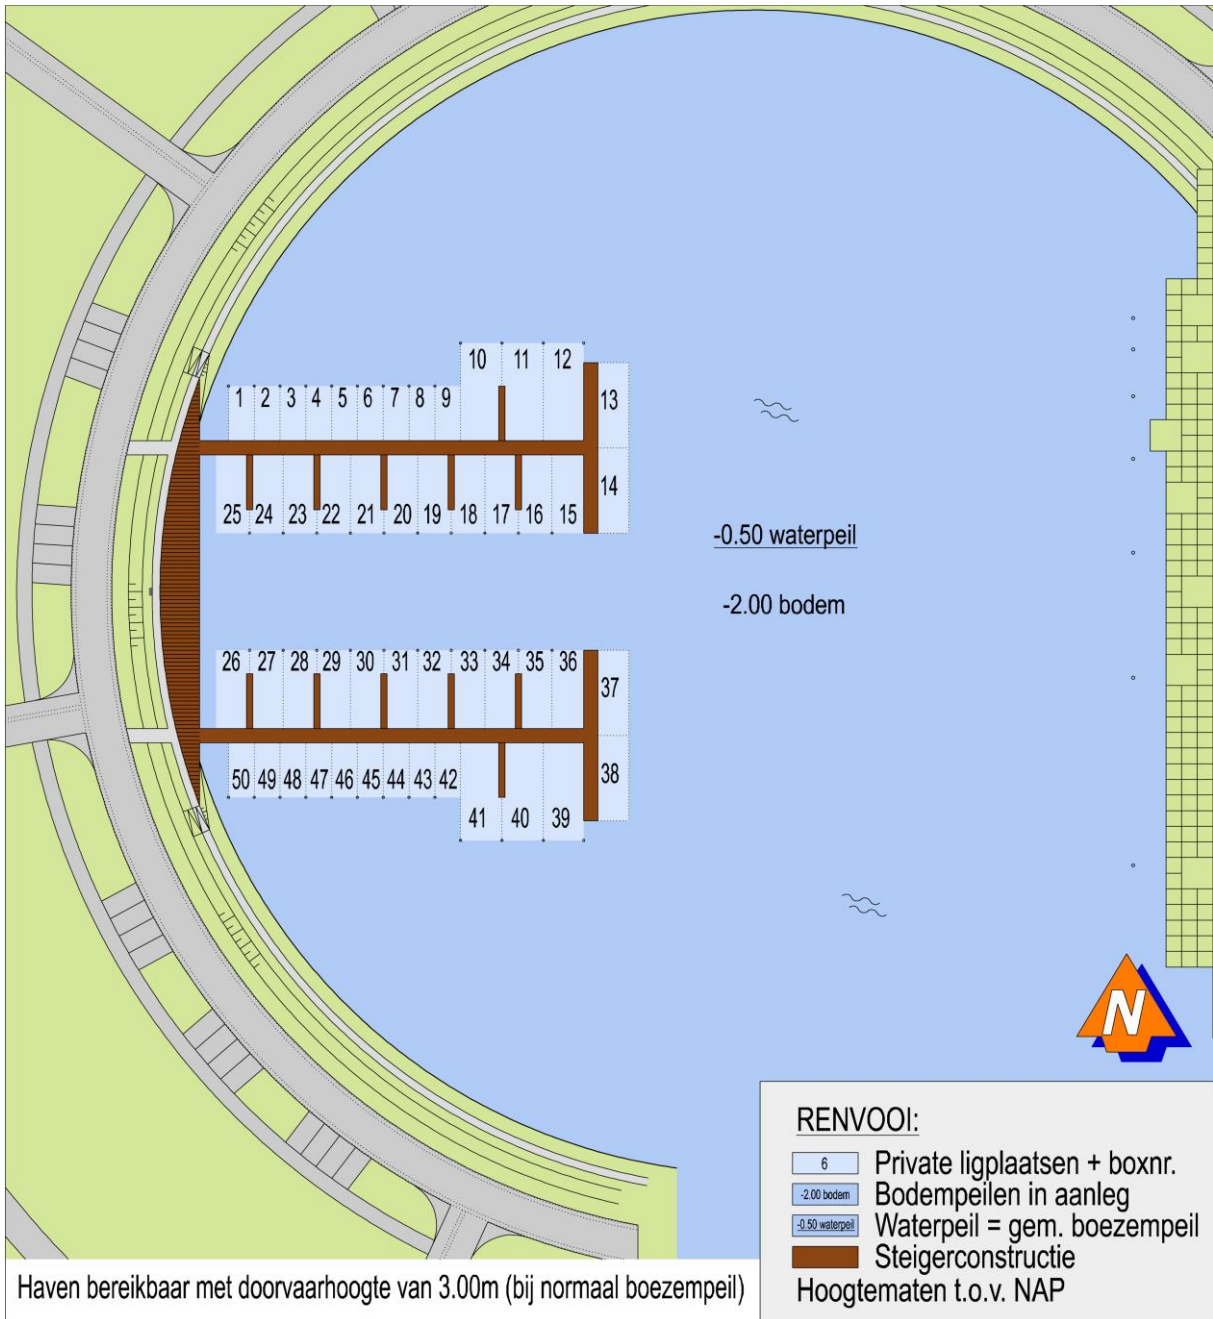 10 11 12
1 2 3 4 5 6 7 8 9
13
14
25 24 23 22 21 20 19 18 17 16 15
-0.50 waterpeil
-2.00 bodem
26 27 28 29 30 31 32 33 34 35 36
37
38
50 49 48 47 46 45 44 43 42
41 40 39
N
RENVOOI:
6 Private ligplaatsen + boxnr.
-2.00 bodem Bodempeilen in aanleg
-0.50 waterpeil Waterpeil = gem. boezempeil
Steigerconstructie
Hoogtematen t.o.v. NAP
Haven bereikbaar met doorvaarhoogte van 3.00m (bij normaal boezempeil)